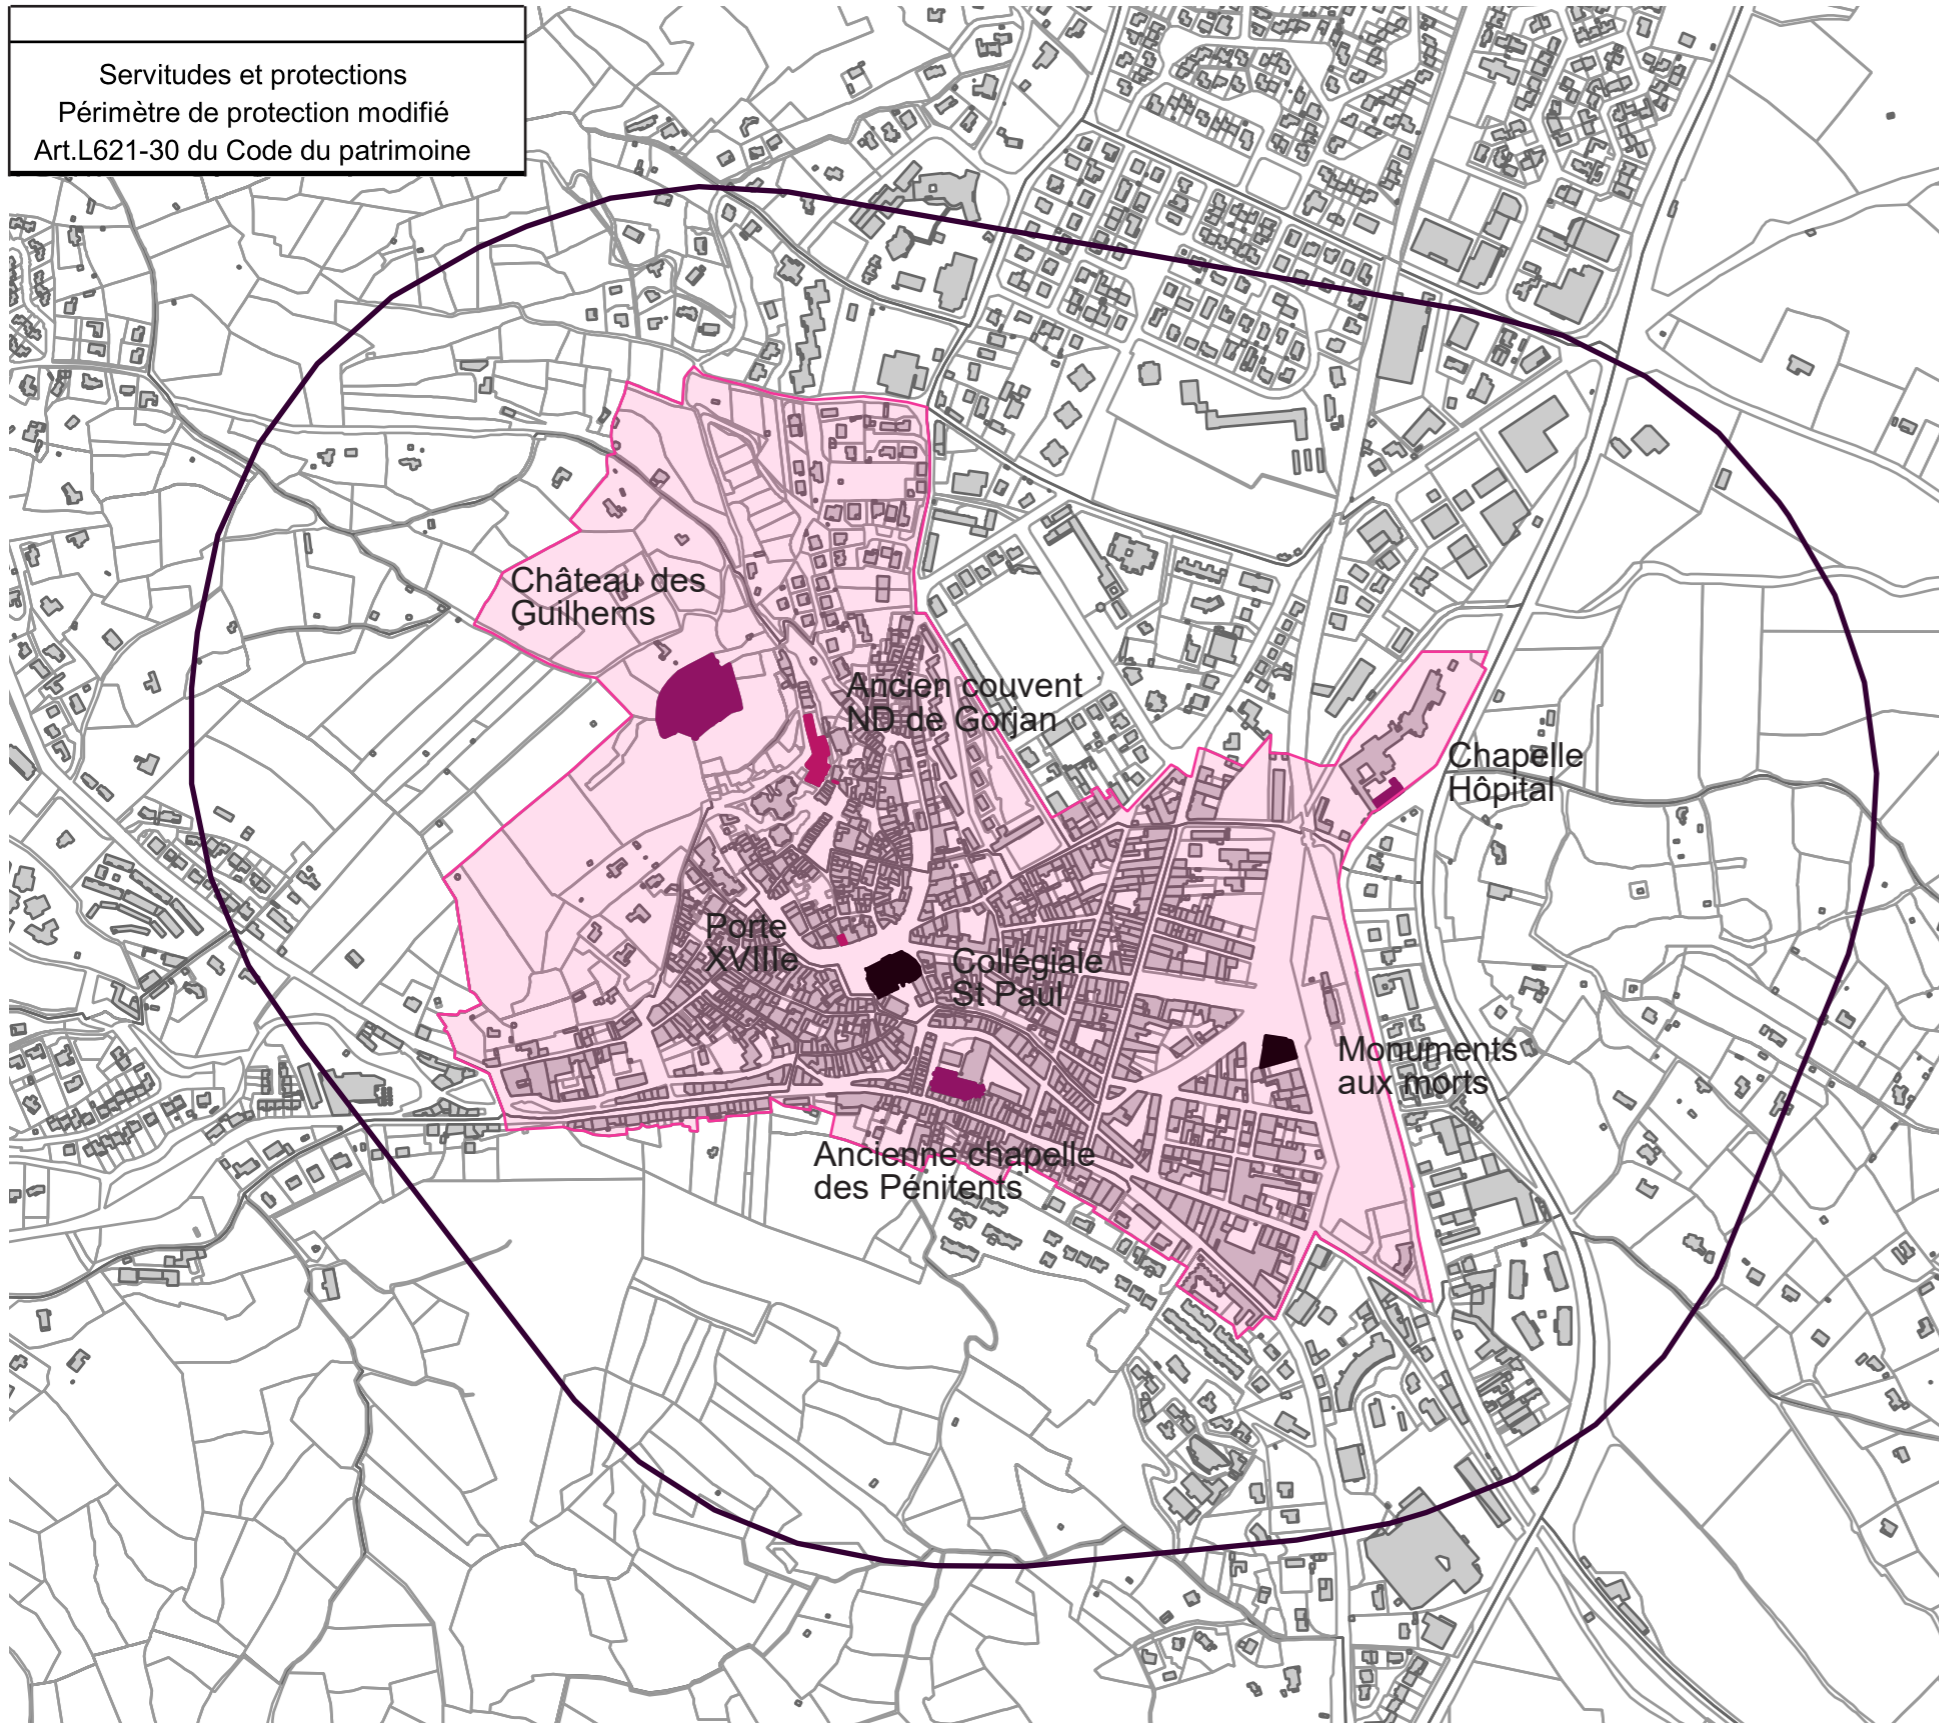 Servitudes et protections
Périmètre de protection modifié
Art.L621-30 du Code du patrimoine
Château des
Guilhems
Ancien couvent
ND de Gorjan
Chapelle
Hôpital
Porte
XVIIIe
Collégiale
St Paul
Monuments
aux morts
Ancienne chapelle
des Pénitents